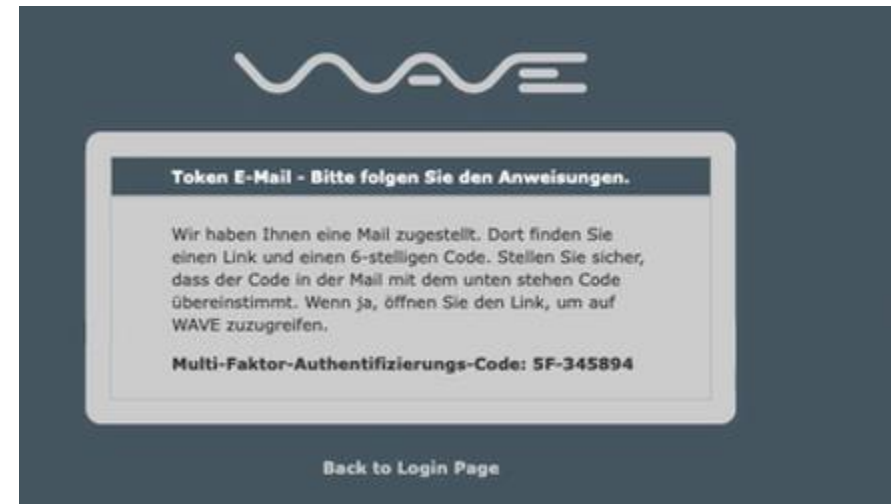 WAVE
Token E-Mail - Bitte folgen Sie den Anweisungen.
Wir haben Ihnen eine Mail zugestellt. Dort finden Sie
einen Link und einen 6-stelligen Code. Stellen Sie sicher,
dass der Code in der Mail mit dem unten stehen Code
übereinstimmt. Wenn ja, öffnen Sie den Link, um auf
WAVE zuzugreifen.
Multi-Faktor-Authentifizierungs-Code: 5F-345894
Back to Login Page